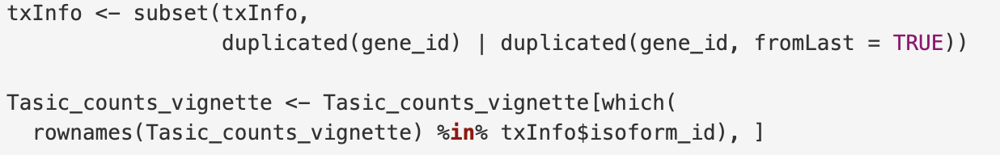 txInfo <- subset(txInfo,
                 duplicated(gene_id) | duplicated(gene_id, fromLast = TRUE))

Tasic_counts_vignette <- Tasic_counts_vignette[which(
  rownames(Tasic_counts_vignette) %in% txInfo$isoform_id), ]